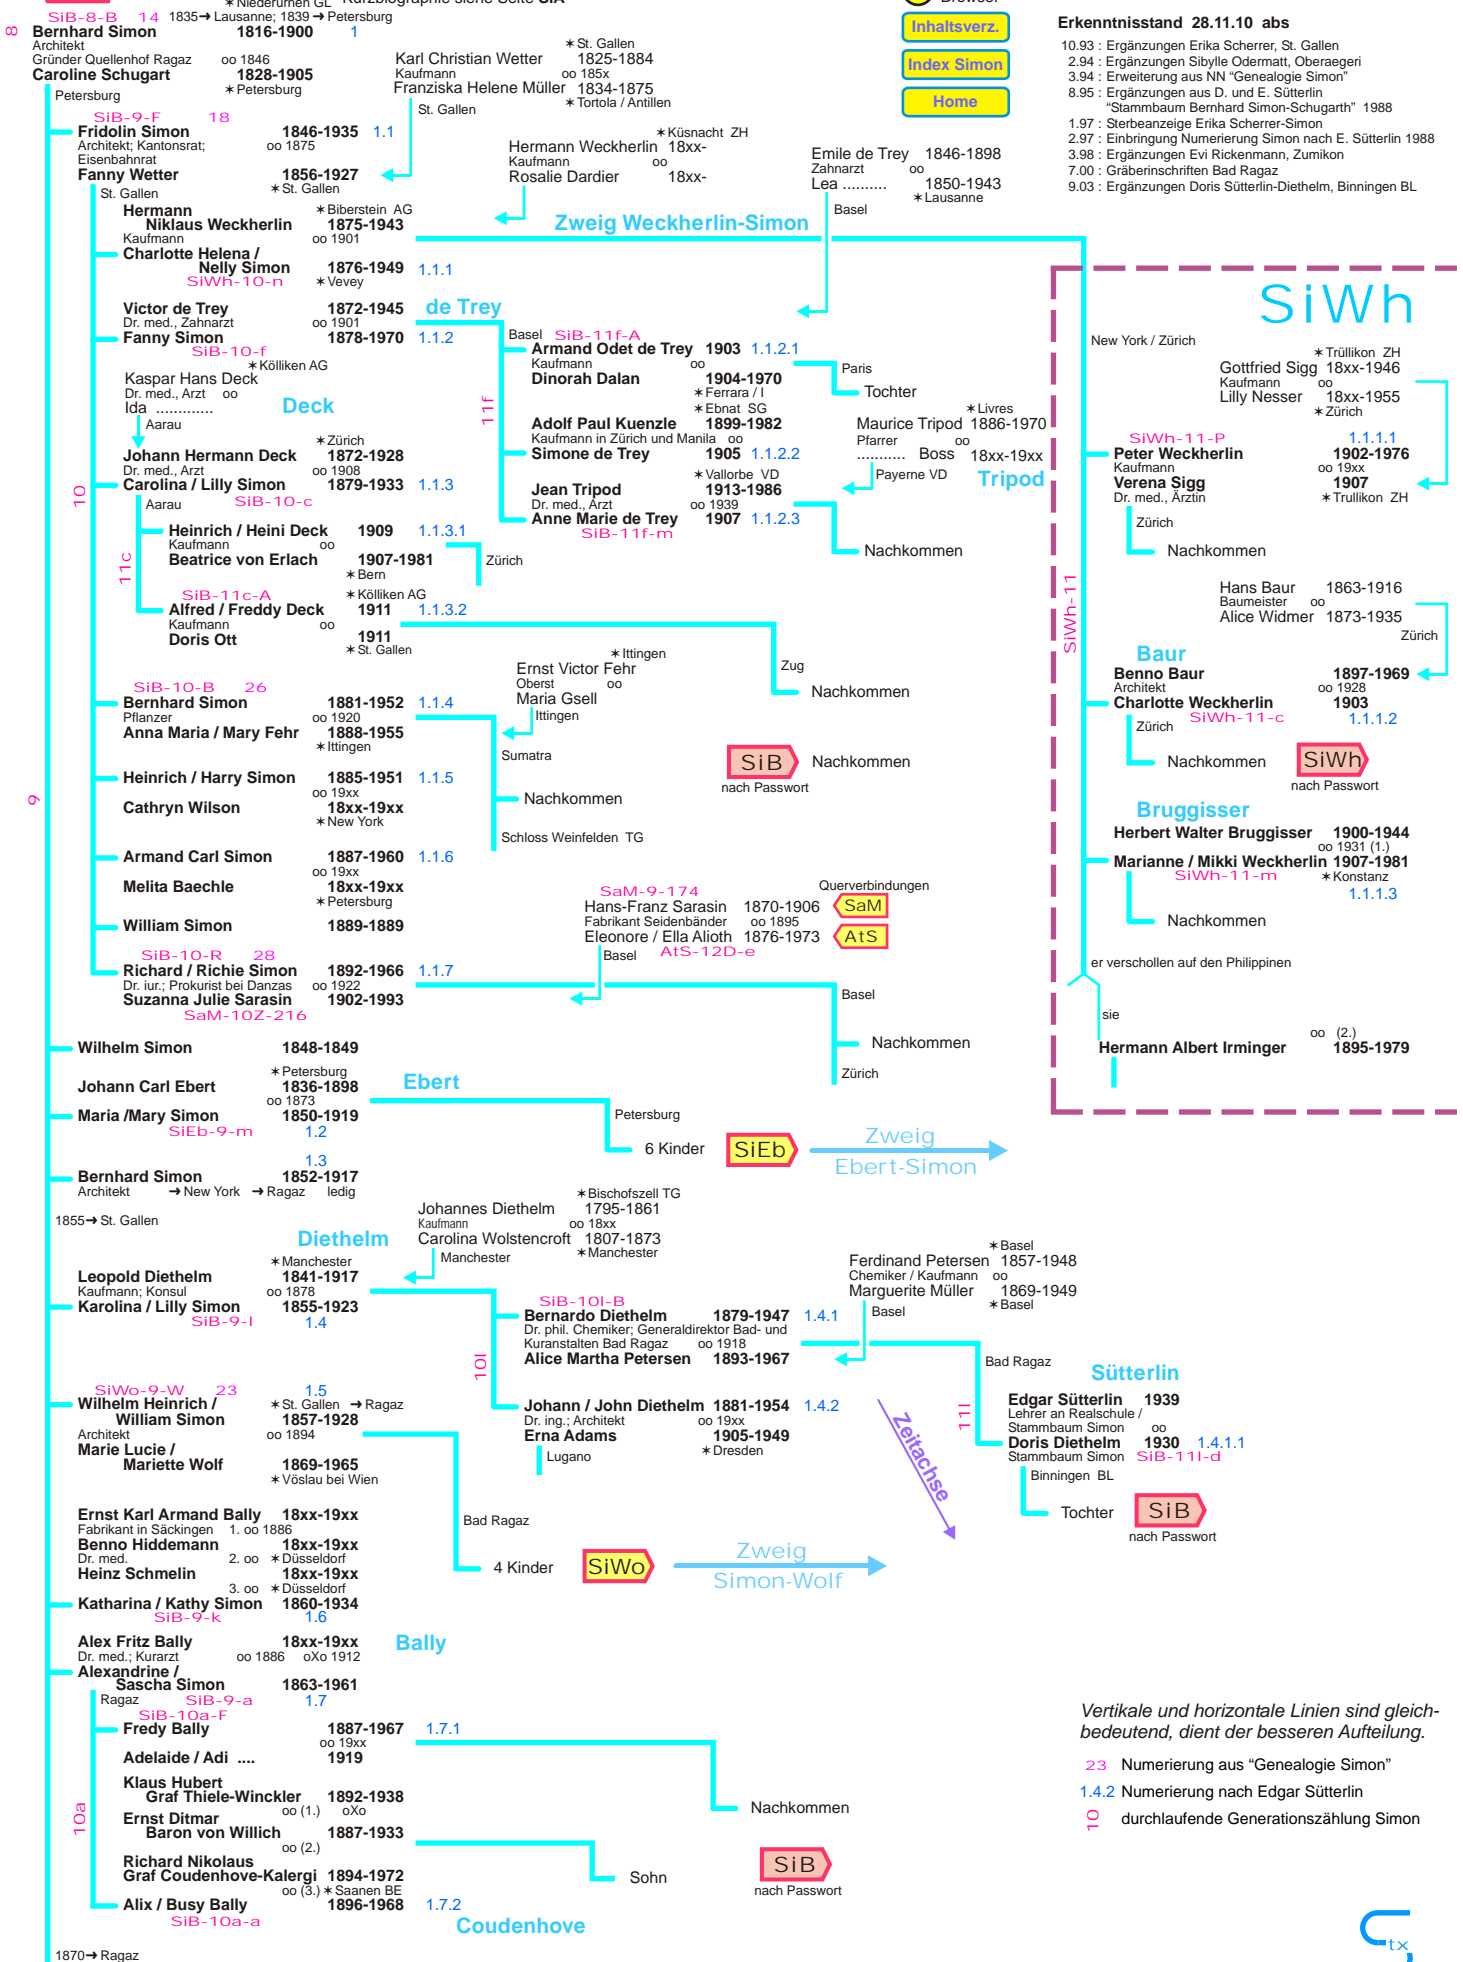 SiB-8-B 14 1835→ Lausanne; 1839 → Petersburg
8
Bernhard Simon 1816-1900 1
Architekt
Gründer Quellenhof Ragaz oo 1846
Caroline Schugart 1828-1905
Petersburg ✶Petersburg
✶St. Gallen
Karl Christian Wetter 1825-1884
Kaufmann oo 185x
Franziska Helene Müller 1834-1875
✶Tortola / Antillen
St. Gallen
Inhaltsverz.
Index Simon
Home
Erkenntnisstand 28.11.10 abs
10.93 : Ergänzungen Erika Scherrer, St. Gallen
2.94 : Ergänzungen Sibylle Odermatt, Oberaegeri
3.94 : Erweiterung aus NN “Genealogie Simon”
8.95 : Ergänzungen aus D. und E. Sütterlin
“Stammbaum Bernhard Simon-Schugarth” 1988
1.97 : Sterbeanzeige Erika Scherrer-Simon
2.97 : Einbringung Numerierung Simon nach E. Sütterlin 1988
3.98 : Ergänzungen Evi Rickenmann, Zumikon
7.00 : Gräberinschriften Bad Ragaz
9.03 : Ergänzungen Doris Sütterlin-Diethelm, Binningen BL
SiB-9-F 18
Fridolin Simon 1846-1935 1.1
Architekt; Kantonsrat; oo 1875
Eisenbahnrat
Fanny Wetter 1856-1927
St. Gallen ✶St. Gallen
✶Küsnacht ZH
Hermann Weckherlin 18xx-
Kaufmann oo
Rosalie Dardier 18xx-
Emile de Trey 1846-1898
Zahnarzt oo
Lea .......... 1850-1943
✶Lausanne
Basel
Hermann ✶Biberstein AG
Niklaus Weckherlin 1875-1943
Kaufmann oo 1901
Charlotte Helena /
Nelly Simon 1876-1949 1.1.1
SiWh-10-n ✶Vevey
Zweig Weckherlin-Simon
Victor de Trey 1872-1945 de Trey
Dr. med., Zahnarzt oo 1901
Fanny Simon 1878-1970 1.1.2
SiB-10-f
Basel SiB-11f-A
Armand Odet de Trey 1903 1.1.2.1
Kaufmann oo
Dinorah Dalan 1904-1970
✶Ferrara / I
Paris
Tochter
11f
✶Ebnat SG
Adolf Paul Kuenzle 1899-1982
Kaufmann in Zürich und Manila oo
Simone de Trey 1905 1.1.2.2
✶Vallorbe VD
Jean Tripod 1913-1986
Dr. med., Arzt oo 1939
Anne Marie de Trey 1907 1.1.2.3
SiB-11f-m
✶Livres
Maurice Tripod 1886-1970
Pfarrer oo
........... Boss 18xx-19xx
Payerne VD Tripod
Nachkommen
✶Kölliken AG
Kaspar Hans Deck
Dr. med., Arzt oo
Ida ............. Deck
Aarau
✶Zürich
Johann Hermann Deck 1872-1928
Dr. med., Arzt oo 1908
10
Carolina / Lilly Simon 1879-1933 1.1.3
Aarau SiB-10-c
Heinrich / Heini Deck 1909 1.1.3.1
Kaufmann oo
Beatrice von Erlach 1907-1981 Zürich
11c ✶Bern
SiB-11c-A ✶Kölliken AG
Alfred / Freddy Deck 1911 1.1.3.2
Kaufmann oo
Doris Ott 1911
✶St. Gallen
Zug
Nachkommen
SiB-10-B 26
Bernhard Simon 1881-1952 1.1.4
Pflanzer oo 1920
Anna Maria / Mary Fehr 1888-1955
✶Ittingen
✶Ittingen
Ernst Victor Fehr
Oberst oo
Maria Gsell
Ittingen
Sumatra
SiB Nachkommen
nach Passwort
Nachkommen
Schloss Weinfelden TG
9
Heinrich / Harry Simon 1885-1951 1.1.5
oo 19xx
Cathryn Wilson 18xx-19xx
✶New York
Armand Carl Simon 1887-1960 1.1.6
oo 19xx
Melita Baechle 18xx-19xx
✶Petersburg
William Simon 1889-1889
SiB-10-R 28
Richard / Richie Simon 1892-1966 1.1.7
Dr. iur.; Prokurist bei Danzas oo 1922
Suzanna Julie Sarasin 1902-1993
SaM-10Z-216
SaM-9-174 Querverbindungen
Hans-Franz Sarasin 1870-1906 SaM
Fabrikant Seidenbänder oo 1895
Eleonore / Ella Alioth 1876-1973 AtS
Basel AtS-12D-e
Basel
Nachkommen
Zürich
SiWh
New York / Zürich
✶Trüllikon ZH
Gottfried Sigg 18xx-1946
Kaufmann oo
Lilly Nesser 18xx-1955
✶Zürich
SiWh-11-P 1.1.1.1
Peter Weckherlin 1902-1976
Kaufmann oo 19xx
Verena Sigg 1907
Dr. med., Ärztin ✶Trullikon ZH
Zürich
Nachkommen
SiWh-11
Hans Baur 1863-1916
Baumeister oo
Alice Widmer 1873-1935
Zürich
Baur
Benno Baur 1897-1969
Architekt oo 1928
Charlotte Weckherlin 1903
Zürich SiWh-11-c 1.1.1.2
Nachkommen SiWh
nach Passwort
Bruggisser
Herbert Walter Bruggisser 1900-1944
oo 1931 (1.)
Marianne / Mikki Weckherlin 1907-1981
SiWh-11-m ✶Konstanz
1.1.1.3
Nachkommen
er verschollen auf den Philippinen
sie
oo (2.)
Hermann Albert Irminger 1895-1979
Wilhelm Simon 1848-1849
✶Petersburg
Johann Carl Ebert 1836-1898 Ebert
oo 1873
Maria /Mary Simon 1850-1919
SiEb-9-m 1.2
Petersburg
6 Kinder SiEb Zweig
Ebert-Simon
1.3
Bernhard Simon 1852-1917
Architekt → New York → Ragaz ledig
1855→ St. Gallen
✶Bischofszell TG
Johannes Diethelm 1795-1861
Kaufmann oo 18xx
Carolina Wolstencroft 1807-1873
Manchester ✶Manchester
Diethelm
✶Manchester
Leopold Diethelm 1841-1917
Kaufmann; Konsul oo 1878
Karolina / Lilly Simon 1855-1923
SiB-9-l 1.4
✶Basel
Ferdinand Petersen 1857-1948
Chemiker / Kaufmann oo
Marguerite Müller 1869-1949
Basel ✶Basel
SiB-10l-B
Bernardo Diethelm 1879-1947 1.4.1
Dr. phil. Chemiker; Generaldirektor Bad- und
Kuranstalten Bad Ragaz oo 1918
Alice Martha Petersen 1893-1967
10l
Johann / John Diethelm 1881-1954 1.4.2
Dr. ing.; Architekt oo 19xx
Erna Adams 1905-1949
Lugano ✶Dresden
Zeitachse
Bad Ragaz
Sütterlin
11l
Edgar Sütterlin 1939
Lehrer an Realschule /
Stammbaum Simon oo
Doris Diethelm 1930 1.4.1.1
Stammbaum Simon SiB-11l-d
Binningen BL
Tochter SiB
nach Passwort
SiWo-9-W 23 1.5
Wilhelm Heinrich / ✶St. Gallen → Ragaz
William Simon 1857-1928
Architekt oo 1894
Marie Lucie /
Mariette Wolf 1869-1965
✶Vöslau bei Wien
Bad Ragaz
4 Kinder SiWo Zweig
Simon-Wolf
Ernst Karl Armand Bally 18xx-19xx
Fabrikant in Säckingen 1. oo 1886
Benno Hiddemann 18xx-19xx
Dr. med. 2. oo ✶Düsseldorf
Heinz Schmelin 18xx-19xx
3. oo ✶Düsseldorf
Katharina / Kathy Simon 1860-1934
SiB-9-k 1.6
Alex Fritz Bally 18xx-19xx Bally
Dr. med.; Kurarzt oo 1886 oXo 1912
Alexandrine /
Sascha Simon 1863-1961
Ragaz SiB-9-a 1.7
SiB-10a-F
Fredy Bally 1887-1967 1.7.1
oo 19xx
Adelaide / Adi .... 1919
Nachkommen
10a
Klaus Hubert
Graf Thiele-Winckler 1892-1938
oo (1.) oXo
Ernst Ditmar
Baron von Willich 1887-1933
oo (2.)
Richard Nikolaus
Graf Coudenhove-Kalergi 1894-1972
oo (3.) ✶Saanen BE
Alix / Busy Bally 1896-1968 1.7.2
SiB-10a-a
Coudenhove
Sohn
SiB
nach Passwort
1870→ Ragaz
Vertikale und horizontale Linien sind gleich-
bedeutend, dient der besseren Aufteilung.
23 Numerierung aus “Genealogie Simon”
1.4.2 Numerierung nach Edgar Sütterlin
10 durchlaufende Generationszählung Simon
tx